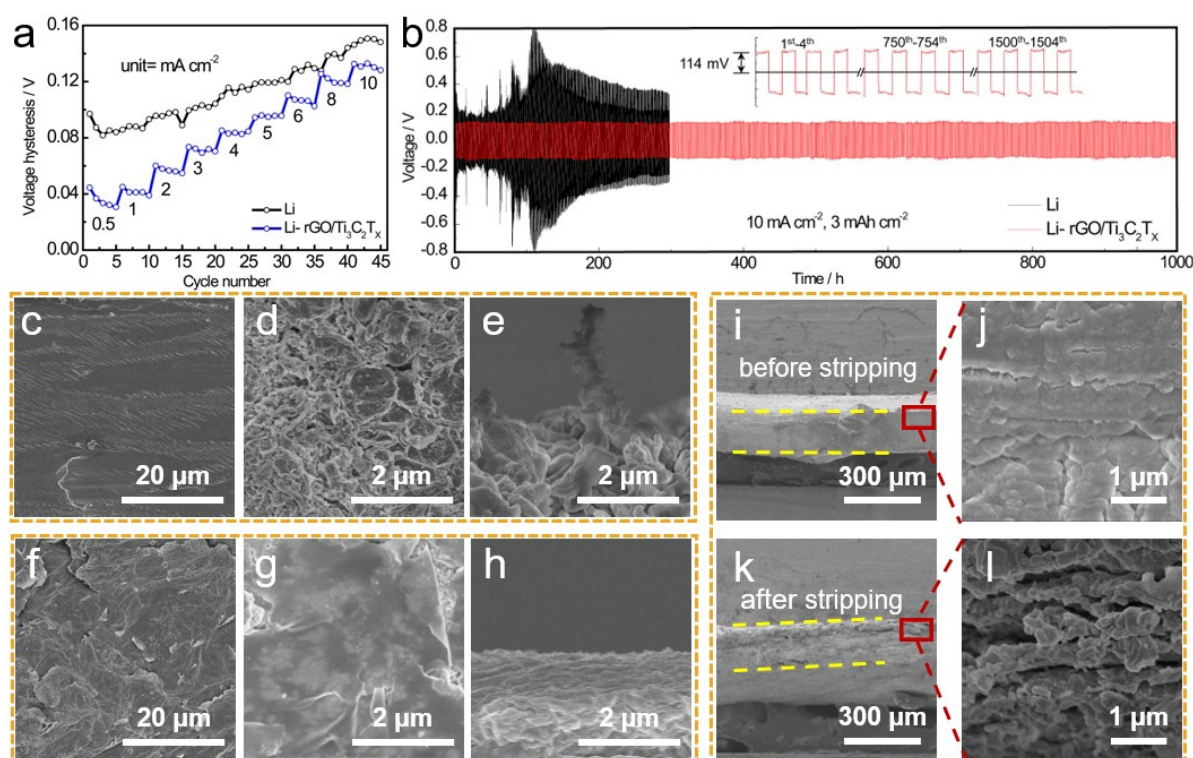 a
0.16
0.12
0.08
0.04
0.00
Voltage hysteresis / V
unit= mA cm⁻²
0.5
1
2
3
4
5
6
8
10
Li
Li- rGO/Ti₃C₂Tₓ
0 5 10 15 20 25 30 35 40 45
Cycle number
b
0.8
0.6
0.4
0.2
0.0
-0.2
-0.4
-0.6
-0.8
Voltage / V
114 mV
1ˢᵗ-4ᵗʰ
750ᵗʰ-754ᵗʰ
1500ᵗʰ-1504ᵗʰ
10 mA cm⁻², 3 mAh cm⁻²
Li
Li- rGO/Ti₃C₂Tₓ
0 200 400 600 800 1000
Time / h
c
20 μm
d
2 μm
e
2 μm
f
20 μm
g
2 μm
h
2 μm
i
before stripping
300 μm
j
1 μm
k
after stripping
300 μm
l
1 μm